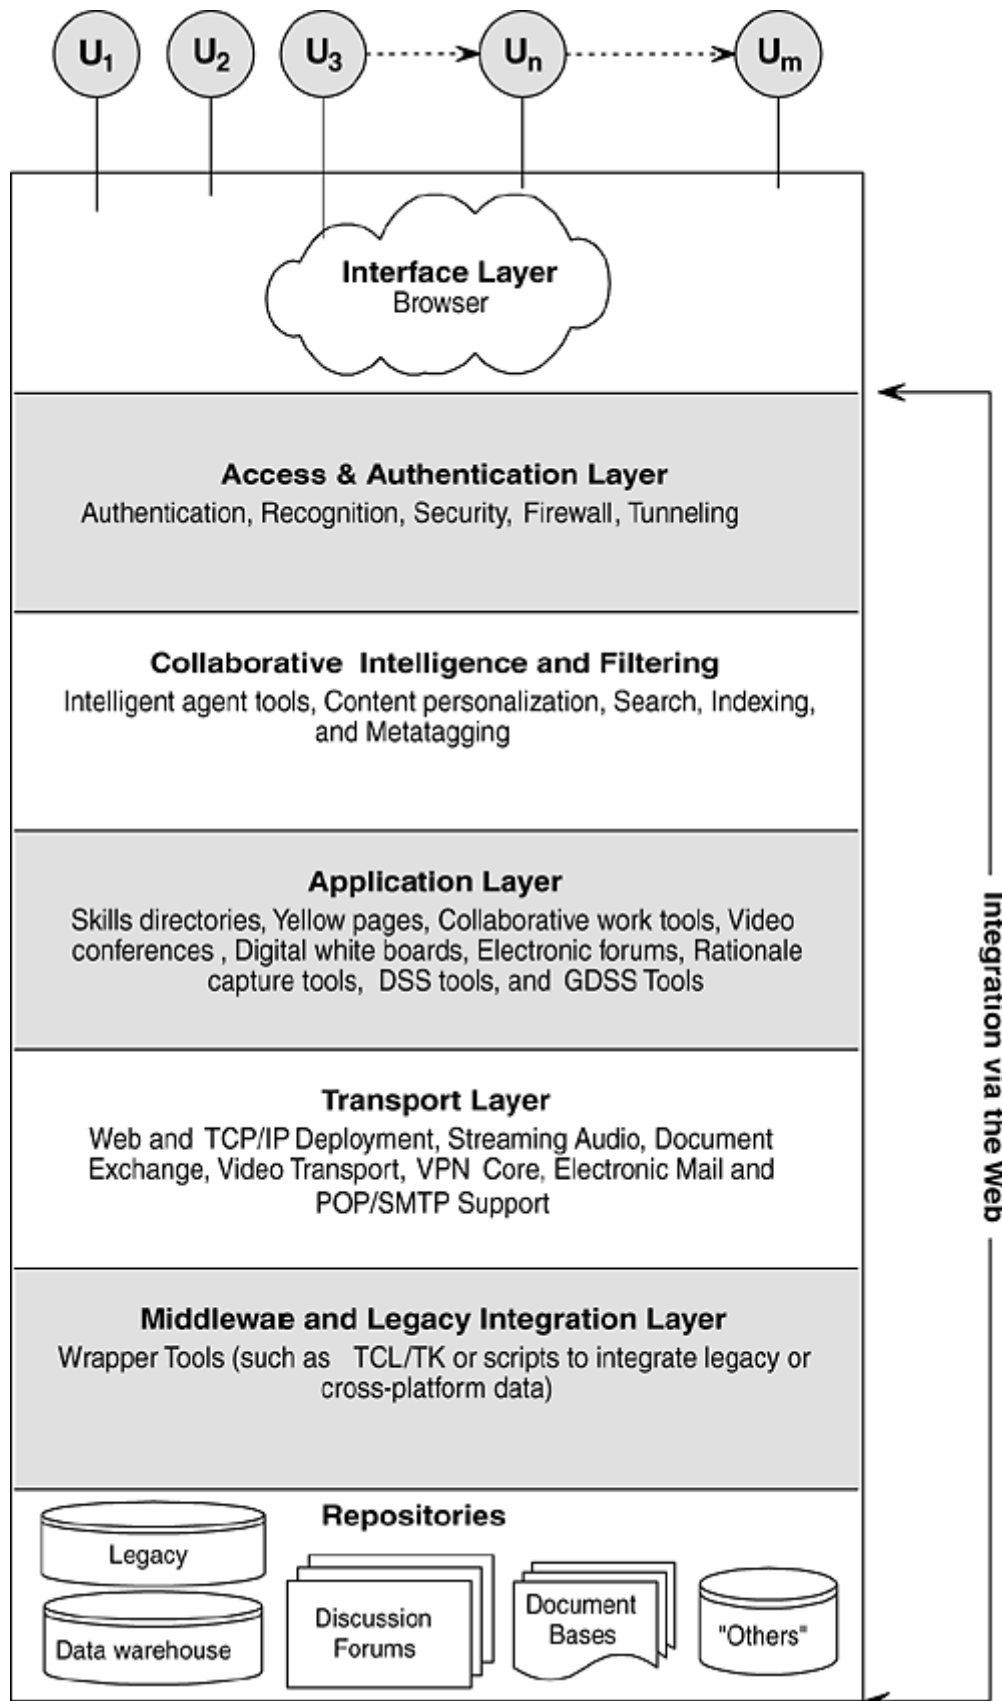 U1 U2 U3 Un Um
Interface Layer
Browser
Access & Authentication Layer
Authentication, Recognition, Security, Firewall, Tunneling
Collaborative Intelligence and Filtering
Intelligent agent tools, Content personalization, Search, Indexing,
and Metatagging
Application Layer
Skills directories, Yellow pages, Collaborative work tools, Video
conferences , Digital white boards, Electronic forums, Rationale
capture tools, DSS tools, and GDSS Tools
Transport Layer
Web and TCP/IP Deployment, Streaming Audio, Document
Exchange, Video Transport, VPN Core, Electronic Mail and
POP/SMTP Support
Middleware and Legacy Integration Layer
Wrapper Tools (such as TCL/TK or scripts to integrate legacy or
cross-platform data)
Repositories
Legacy
Data warehouse
Discussion
Forums
Document
Bases
"Others"
Integration via the Web